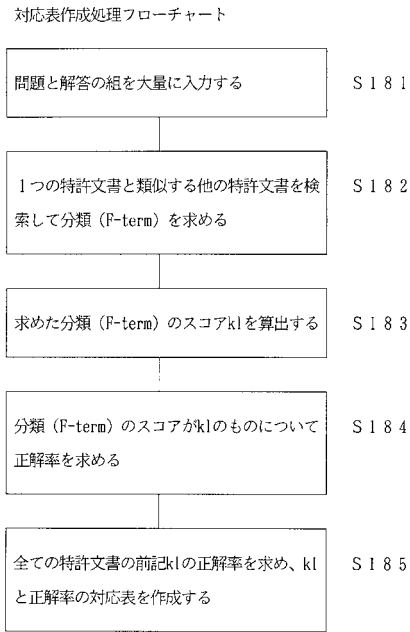 対応表作成処理フローチャート
問題と解答の組を大量に入力する
S181
1つの特許文書と類似する他の特許文書を検
索して分類（F-term）を求める
S182
求めた分類（F-term）のスコアklを算出する
S183
分類（F-term）のスコアがklのものについて
正解率を求める
S184
全ての特許文書の前記klの正解率を求め、kl
と正解率の対応表を作成する
S185